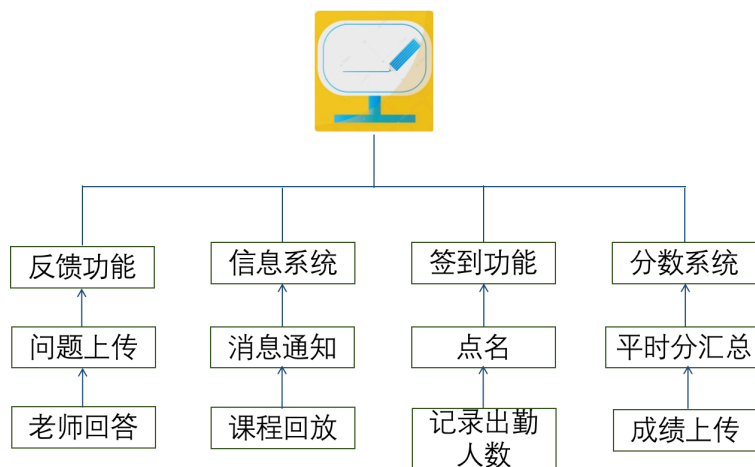 反馈功能
信息系统
签到功能
分数系统
问题上传
消息通知
点名
平时分汇总
老师回答
课程回放
记录出勤
人数
成绩上传